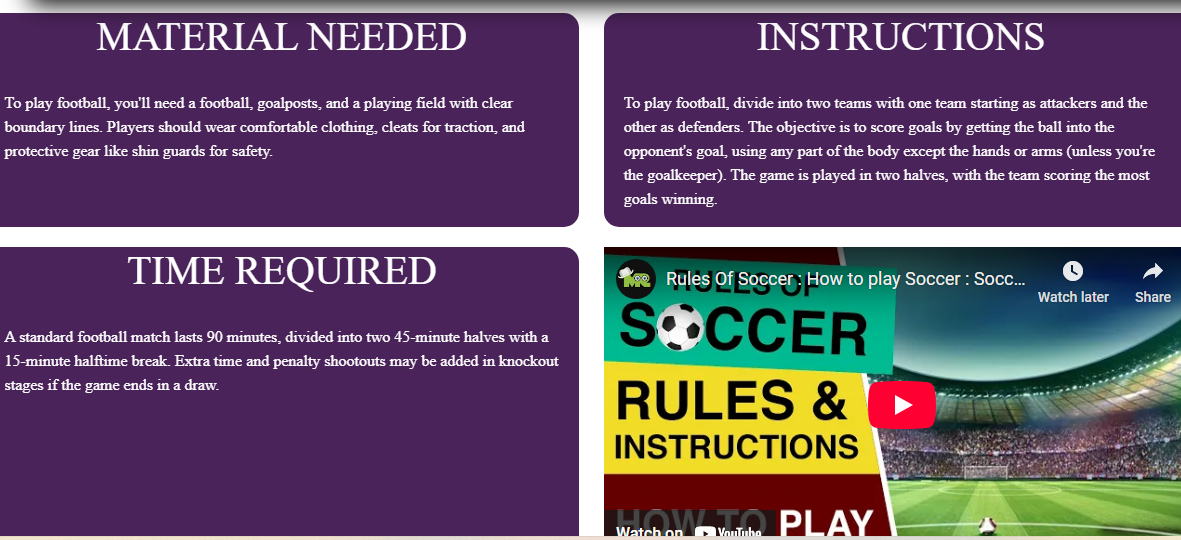 MATERIAL NEEDED
To play football, you'll need a football, goalposts, and a playing field with clear
boundary lines. Players should wear comfortable clothing, cleats for traction, and
protective gear like shin guards for safety.
INSTRUCTIONS
To play football, divide into two teams with one team starting as attackers and the
other as defenders. The objective is to score goals by getting the ball into the
opponent's goal, using any part of the body except the hands or arms (unless you're
the goalkeeper). The game is played in two halves, with the team scoring the most
goals winning.
TIME REQUIRED
A standard football match lasts 90 minutes, divided into two 45-minute halves with a
15-minute halftime break. Extra time and penalty shootouts may be added in knockout
stages if the game ends in a draw.
Rules Of Soccer : How to play Soccer : Socc...
Watch later
Share
RULES OF
SOCCER
RULES &
INSTRUCTIONS
HOW TO PLAY
Watch on YouTube